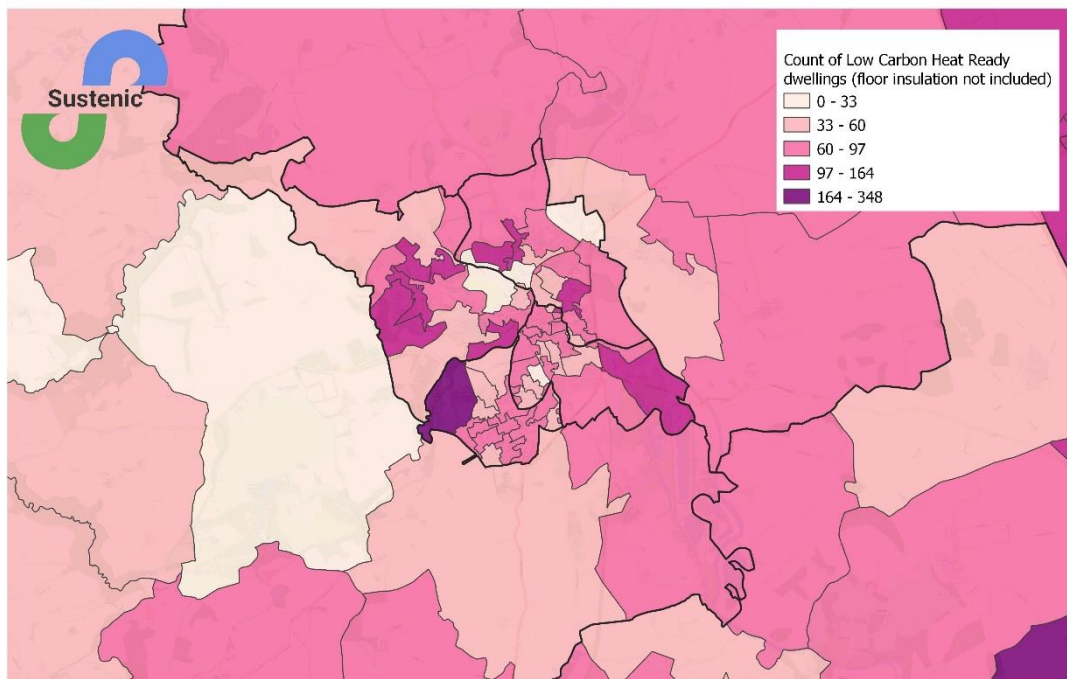 Sustenic
Count of Low Carbon Heat Ready
dwellings (floor insulation not included)
0 - 33
33 - 60
60 - 97
97 - 164
164 - 348